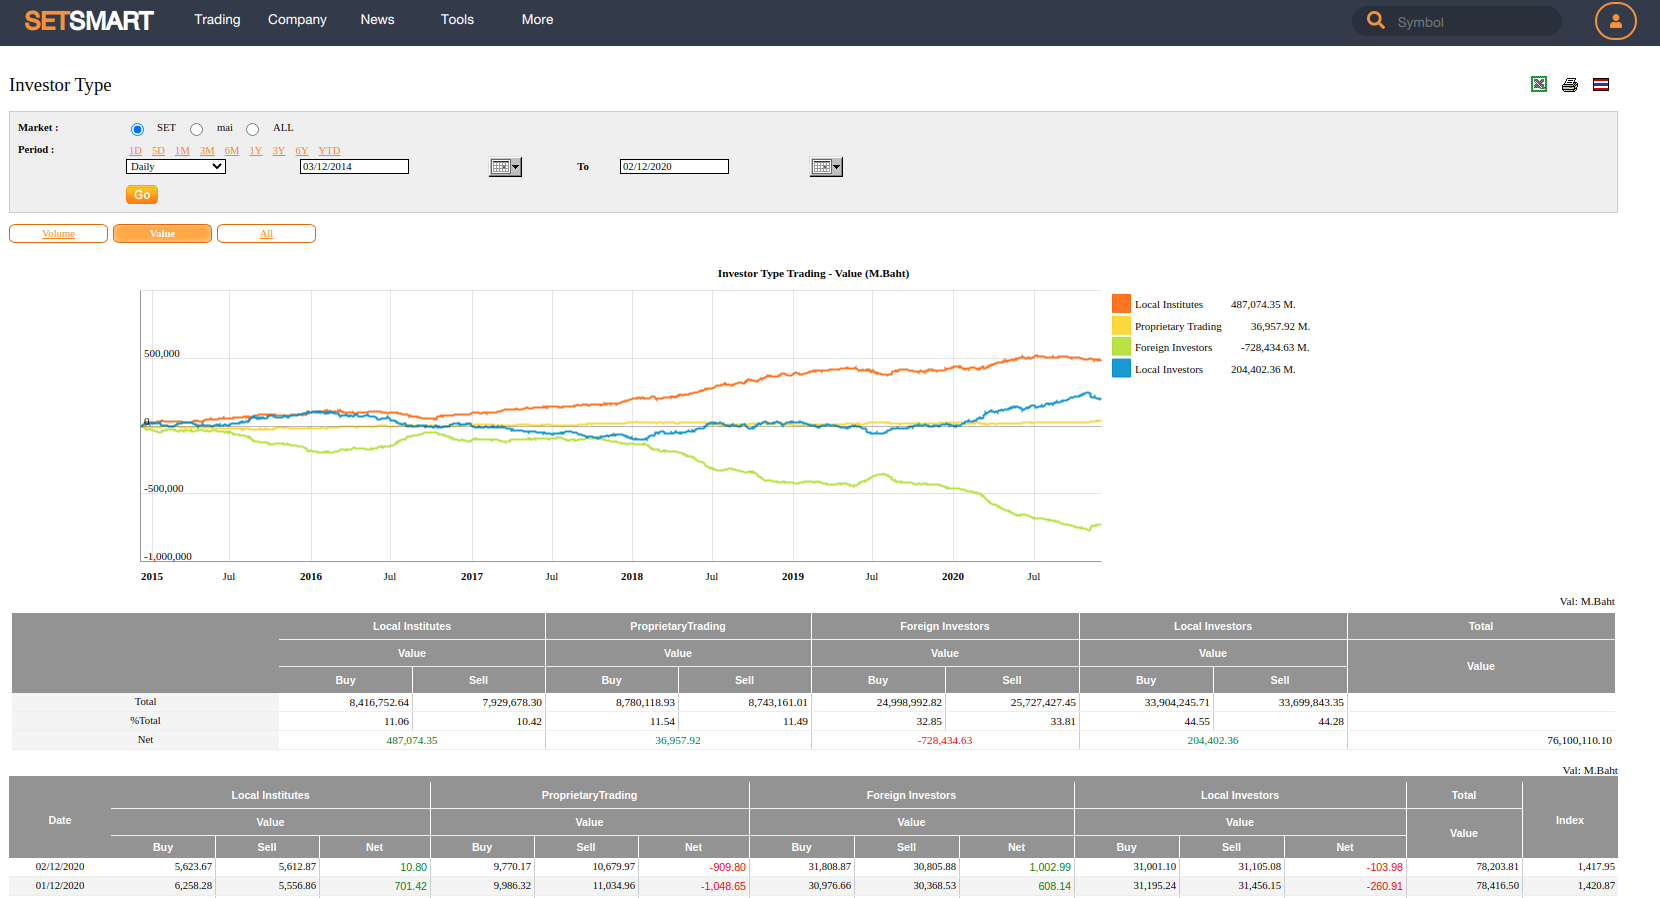 SETSMART Trading Company News Tools More Symbol
Investor Type
Market : SET mai ALL
Period : 1D 5D 1M 3M 6M 1Y 3Y 6Y YTD
Daily 03/12/2014 To 02/12/2020
Go
Volume Value All
Investor Type Trading - Value (M.Baht)
Local Institutes 487,074.35 M.
Proprietary Trading 36,957.92 M.
Foreign Investors -728,434.63 M.
Local Investors 204,402.36 M.
500,000
0
-500,000
-1,000,000
2015 Jul 2016 Jul 2017 Jul 2018 Jul 2019 Jul 2020 Jul
Val: M.Baht
Local Institutes ProprietaryTrading Foreign Investors Local Investors Total
Value Value Value Value Value
Buy Sell Buy Sell Buy Sell Buy Sell
Total 8,416,752.64 7,929,678.30 8,780,118.93 8,743,161.01 24,998,992.82 25,727,427.45 33,904,245.71 33,699,843.35
%Total 11.06 10.42 11.54 11.49 32.85 33.81 44.55 44.28
Net 487,074.35 36,957.92 -728,434.63 204,402.36 76,100,110.10
Val: M.Baht
Date Local Institutes ProprietaryTrading Foreign Investors Local Investors Total Index
Value Value Value Value Value
Buy Sell Net Buy Sell Net Buy Sell Net Buy Sell Net
02/12/2020 5,623.67 5,612.87 10.80 9,770.17 10,679.97 -909.80 31,808.87 30,805.88 1,002.99 31,001.10 31,105.08 -103.98 78,203.81 1,417.95
01/12/2020 6,258.28 5,556.86 701.42 9,986.32 11,034.96 -1,048.65 30,976.66 30,368.53 608.14 31,195.24 31,456.15 -260.91 78,416.50 1,420.87